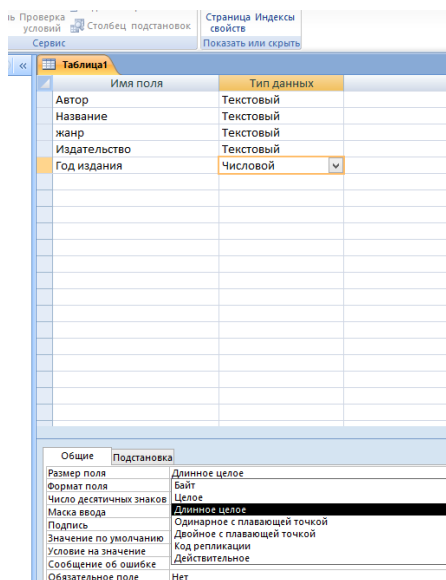 ь Проверка
условий
Столбец подстановок
Страница Индексы
свойств
Сервис
Показать или скрыть
«
Таблица1
Имя поля Тип данных
Автор Текстовый
Название Текстовый
жанр Текстовый
Издательство Текстовый
Год издания Числовой
Общие Подстановка
Размер поля Длинное целое
Формат поля Байт
Число десятичных знаков Целое
Маска ввода Длинное целое
Подпись Одинарное с плавающей точкой
Значение по умолчанию Двойное с плавающей точкой
Условие на значение Код репликации
Сообщение об ошибке Действительное
Обязательное поле Нет